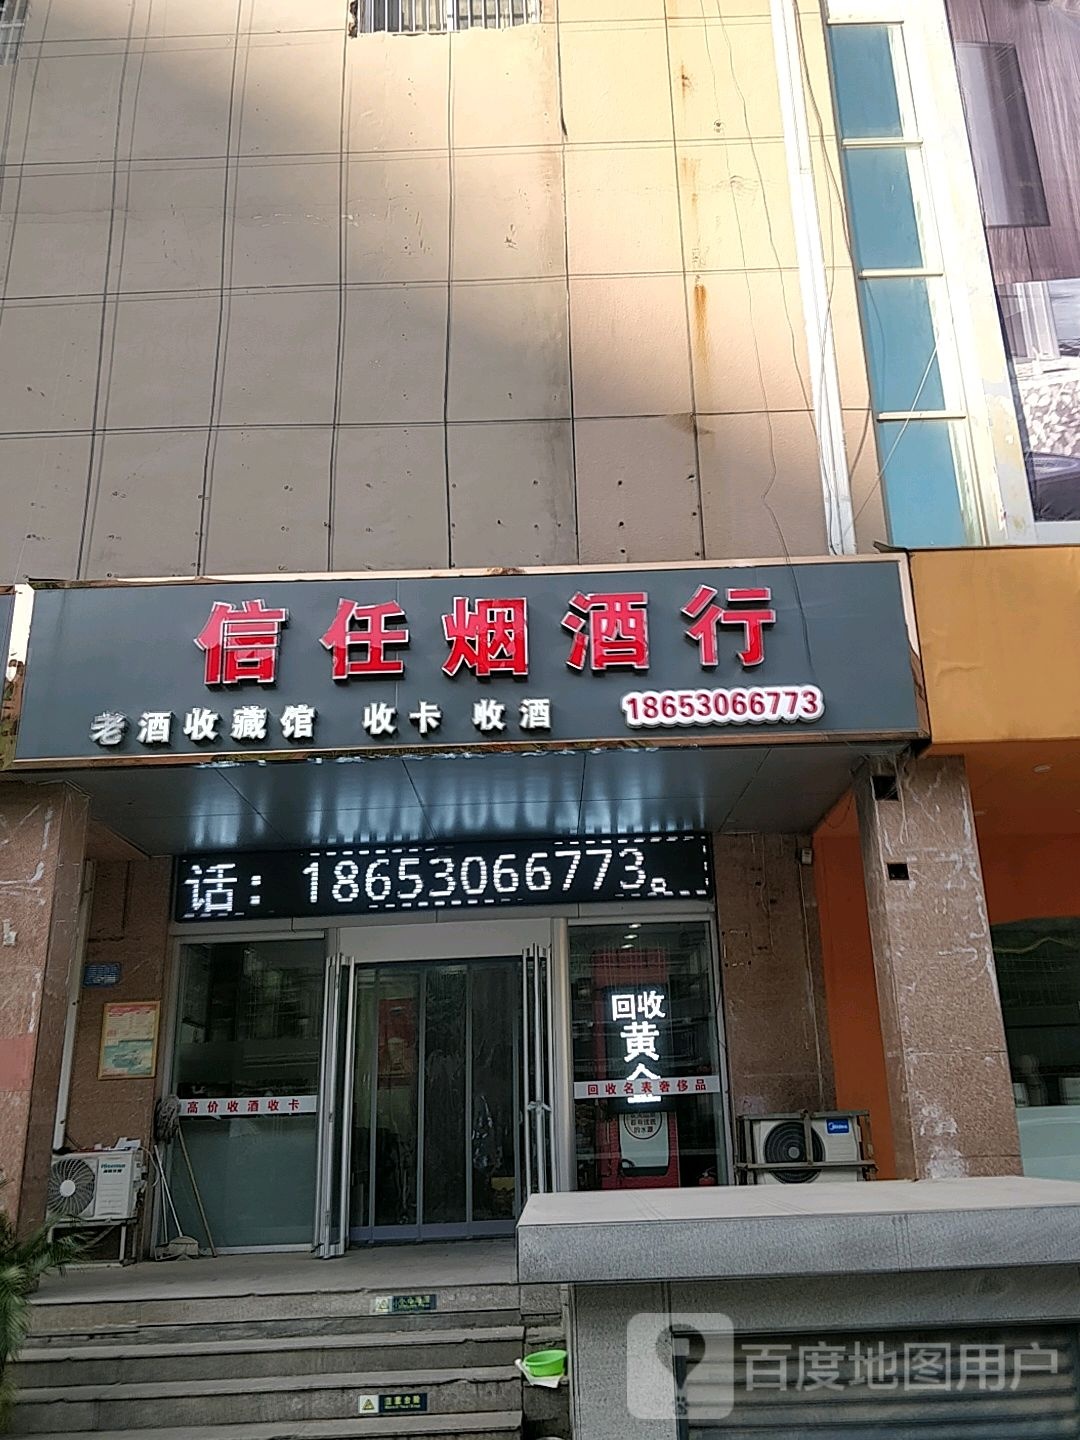 信任烟酒行
老酒收藏馆 收卡 收酒 18653066773
话：18653066773
回收
黄
回收名表奢侈品
高价收酒收卡
Hisense
Midea
百度地图用户